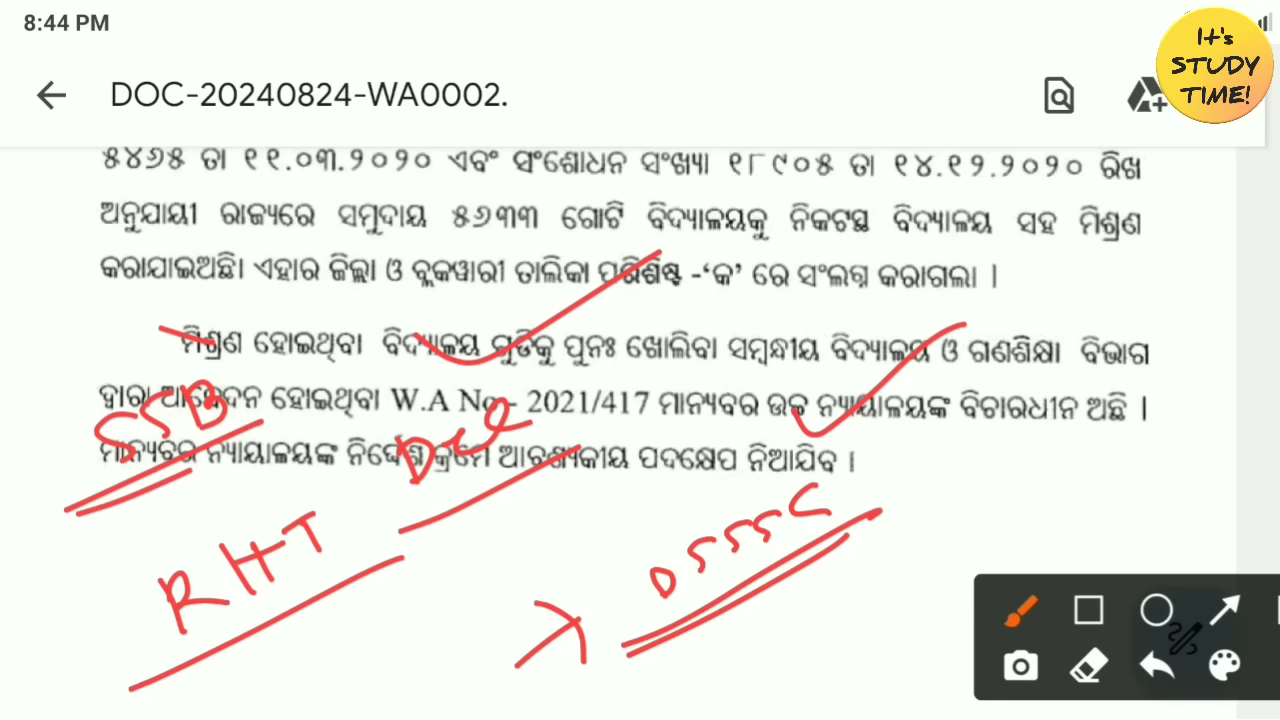 8:44 PM
It's
STUDY
TIME!
DOC-20240824-WA0002.
୫୪୬୫ ତା ୧୧.୦୩.୨୦୨୦ ଏବଂ ସଂଶୋଧନ ସଂଖ୍ୟା ୧୮୯୦୫ ତା ୧୪.୧୨.୨୦୨୦ ରିଖ
ଅନୁଯାୟୀ ରାଜ୍ୟରେ ସମୁଦାୟ ୫୬୩୩ ଗୋଟି ବିଦ୍ୟାଳୟକୁ ନିକଟସ୍ଥ ବିଦ୍ୟାଳୟ ସହ ମିଶ୍ରଣ
କରାଯାଇଅଛି। ଏହାର ଜିଲ୍ଲା ଓ ବ୍ଲକୱାରୀ ତାଲିକା ପରିଶିଷ୍ଟ -‘କ’ ରେ ସଂଲଗ୍ନ କରାଗଲା ।
ମିଶ୍ରଣ ହୋଇଥିବା ବିଦ୍ୟାଳୟ ଗୁଡିକୁ ପୁନଃ ଖୋଲିବା ସମ୍ବନ୍ଧୀୟ ବିଦ୍ୟାଳୟ ଓ ଗଣଶିକ୍ଷା ବିଭାଗ
ଦ୍ୱାରା ଆବେଦନ ହୋଇଥିବା W.A No - 2021/417 ମାନ୍ୟବର ଉଚ୍ଚ ନ୍ୟାୟାଳୟଙ୍କ ବିଚାରଧୀନ ଅଛି ।
ମାନ୍ୟବର ନ୍ୟାୟାଳୟଙ୍କ ନିର୍ଦ୍ଦେଶ କ୍ରମେ ଆବଶ୍ୟକୀୟ ପଦକ୍ଷେପ ନିଆଯିବ ।
SSB
RHT
OSSSC